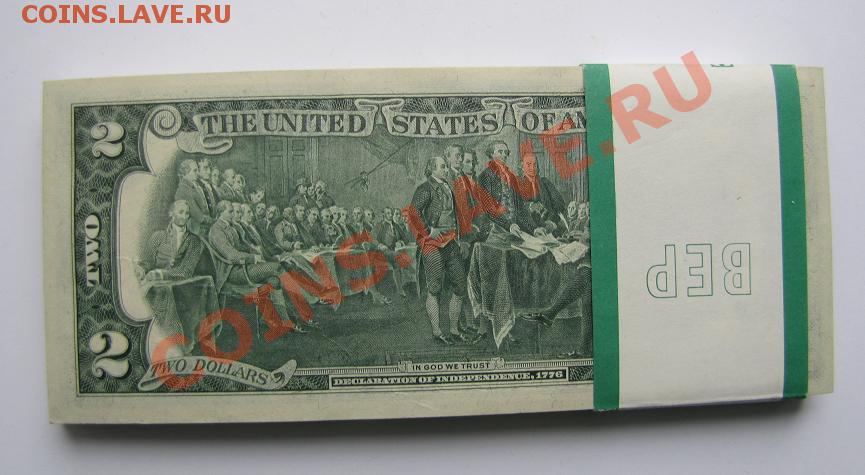 COINS.LAVE.RU
THE UNITED STATES OF AM
2
TWO
2
TWO DOLLARS
IN GOD WE TRUST
DECLARATION OF INDEPENDENCE, 1776
BEP
COINS.LAVE.RU